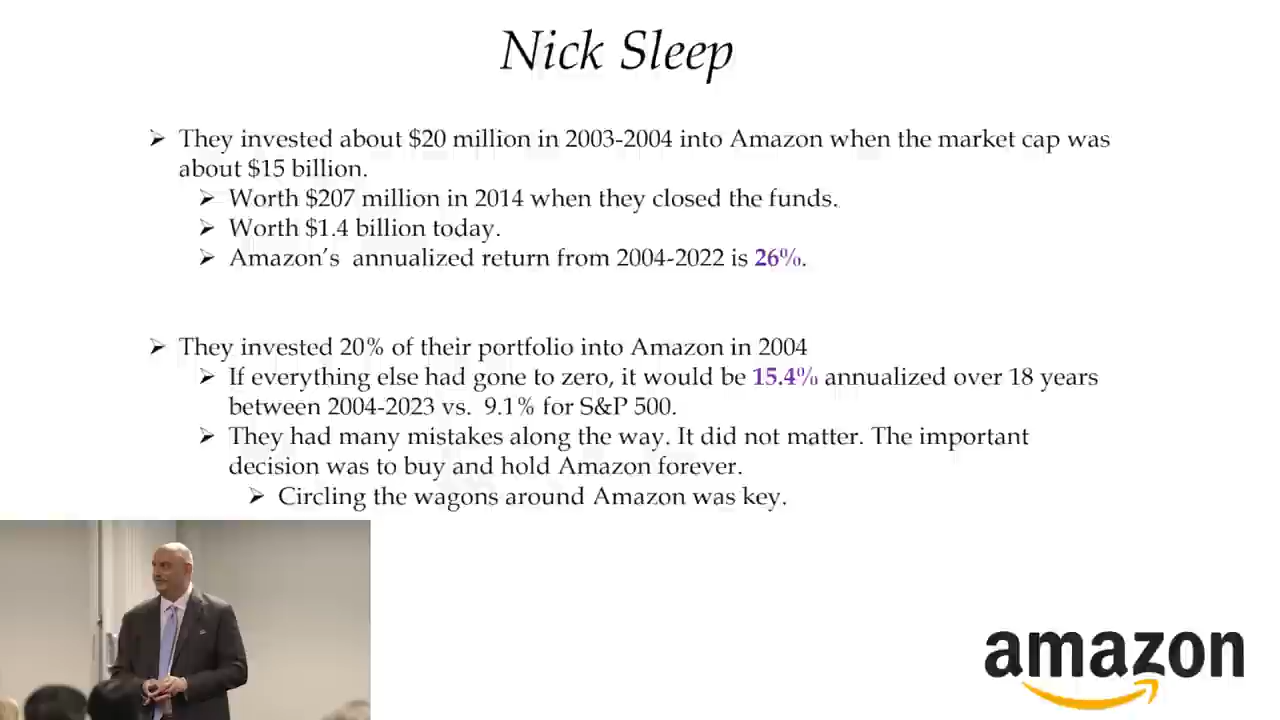 Nick Sleep
➢ They invested about $20 million in 2003-2004 into Amazon when the market cap was
about $15 billion.
➢ Worth $207 million in 2014 when they closed the funds.
➢ Worth $1.4 billion today.
➢ Amazon's annualized return from 2004-2022 is 26%.
➢ They invested 20% of their portfolio into Amazon in 2004
➢ If everything else had gone to zero, it would be 15.4% annualized over 18 years
between 2004-2023 vs. 9.1% for S&P 500.
➢ They had many mistakes along the way. It did not matter. The important
decision was to buy and hold Amazon forever.
➢ Circling the wagons around Amazon was key.
amazon